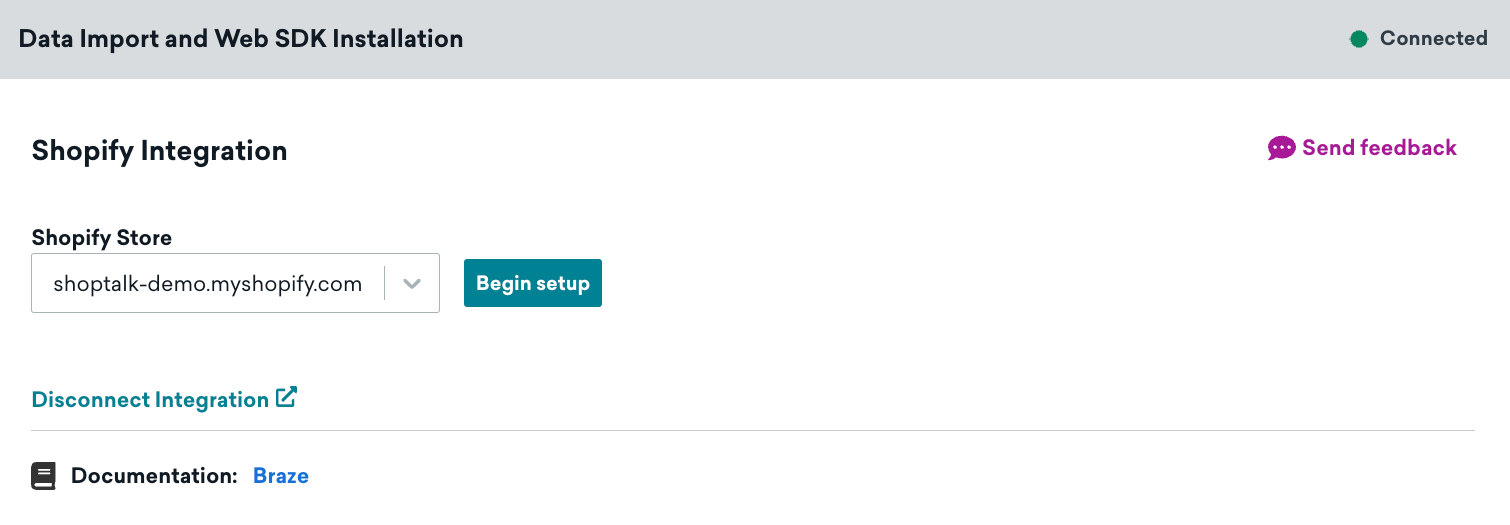 Data Import and Web SDK Installation
Connected
Shopify Integration
Send feedback
Shopify Store
shoptalk-demo.myshopify.com
Begin setup
Disconnect Integration
Documentation: Braze